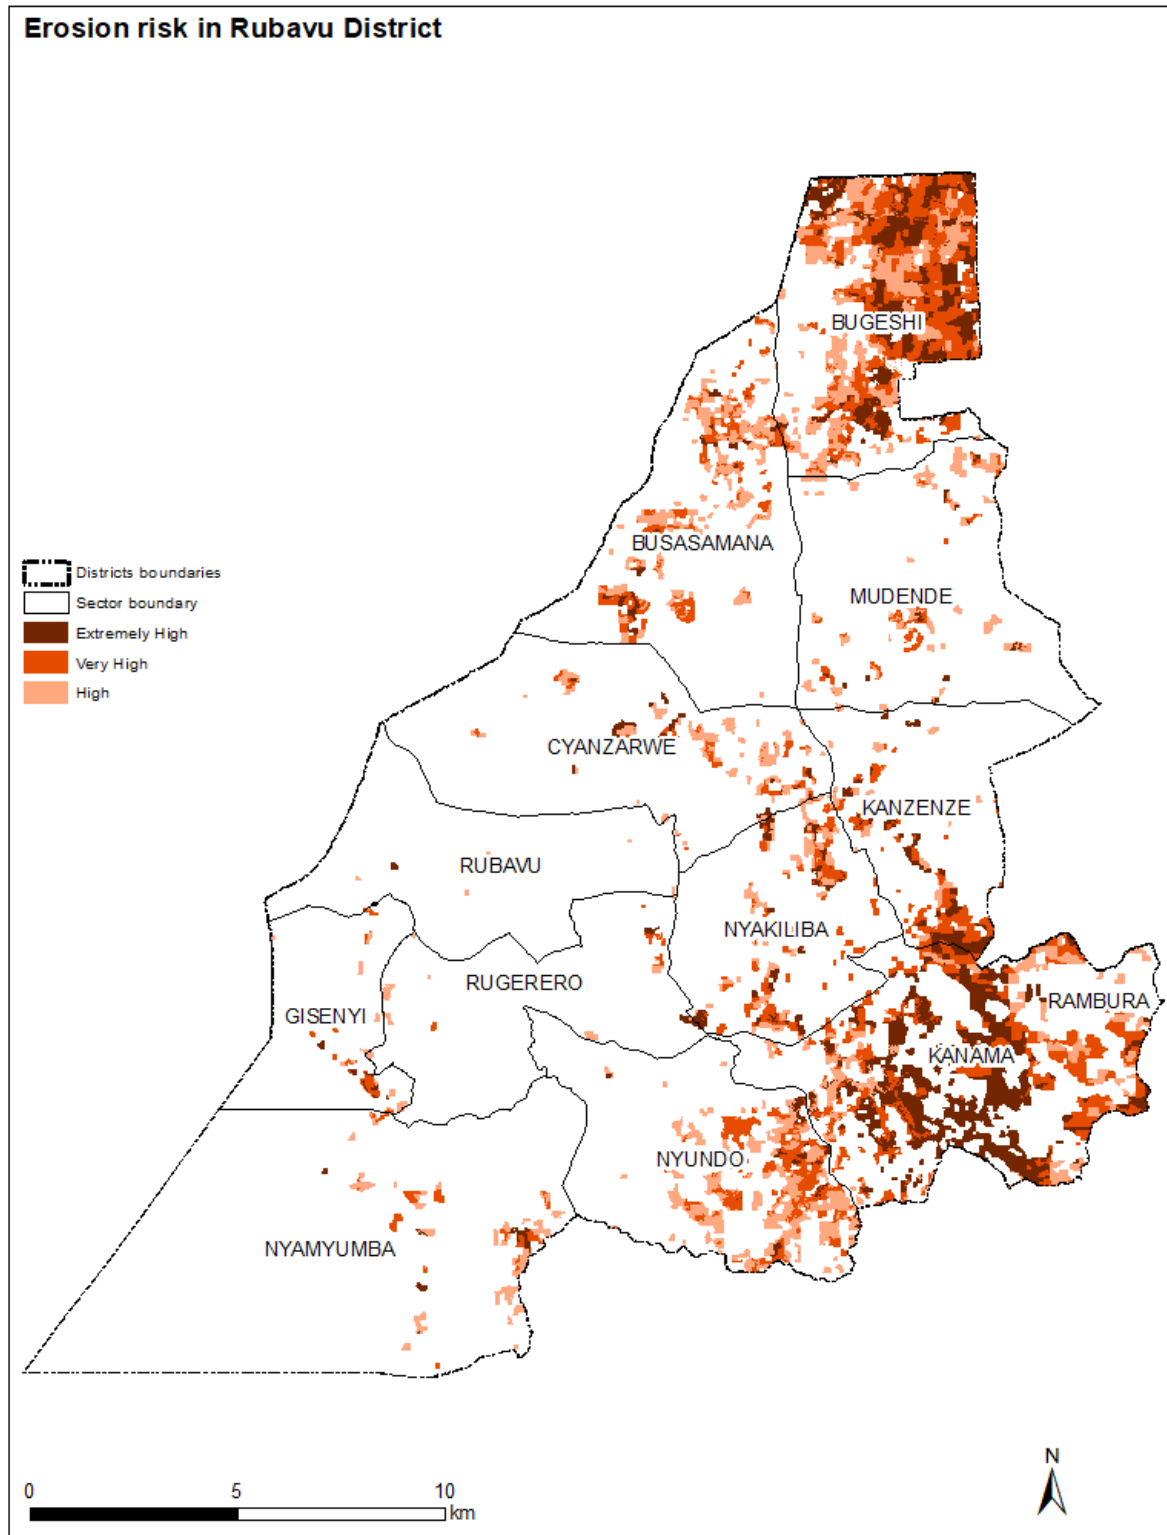 Erosion risk in Rubavu District
BUGESHI
BUSASAMANA
Districts boundaries
Sector boundary
MUDENDE
Extremely High
Very High
High
CYANZARWE
KANZENZE
RUBAVU
NYAKILIBA
RUGERERO
RAMBURA
GISENYI
KANAMA
NYUNDO
NYAMYUMBA
N
0 5 10
km